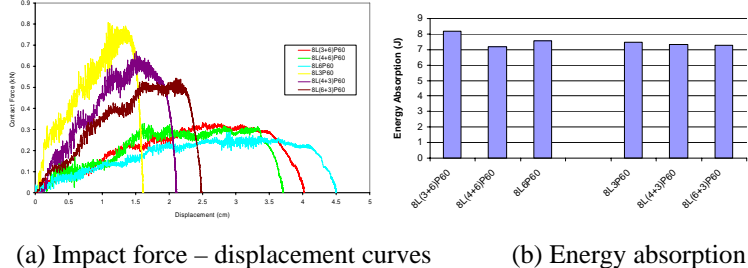 0.9
0.8
0.7
0.6
0.5
0.4
0.3
0.2
0.1
0
Contact Force (kN)
0 0.5 1 1.5 2 2.5 3 3.5 4 4.5 5
Displacement (cm)
8L(3+6)P60
8L(4+6)P60
8L6P60
8L3P60
8L(4+3)P60
8L(6+3)P60
9
8
7
6
5
4
3
2
1
0
Energy Absorption (J)
8L(3+6)P60
8L(4+6)P60
8L6P60
8L3P60
8L(4+3)P60
8L(6+3)P60
(a) Impact force – displacement curves (b) Energy absorption